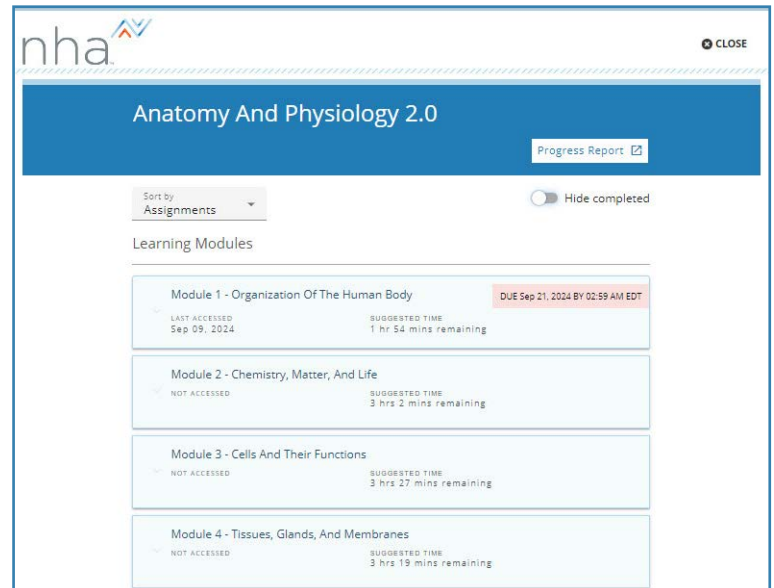 nha
CLOSE
Anatomy And Physiology 2.0
Progress Report
Sort by
Assignments
Hide completed
Learning Modules
Module 1 - Organization Of The Human Body
DUE Sep 21, 2024 BY 02:59 AM EDT
LAST ACCESSED
Sep 09, 2024
SUGGESTED TIME
1 hr 54 mins remaining
Module 2 - Chemistry, Matter, And Life
NOT ACCESSED
SUGGESTED TIME
3 hrs 2 mins remaining
Module 3 - Cells And Their Functions
NOT ACCESSED
SUGGESTED TIME
3 hrs 27 mins remaining
Module 4 - Tissues, Glands, And Membranes
NOT ACCESSED
SUGGESTED TIME
3 hrs 19 mins remaining